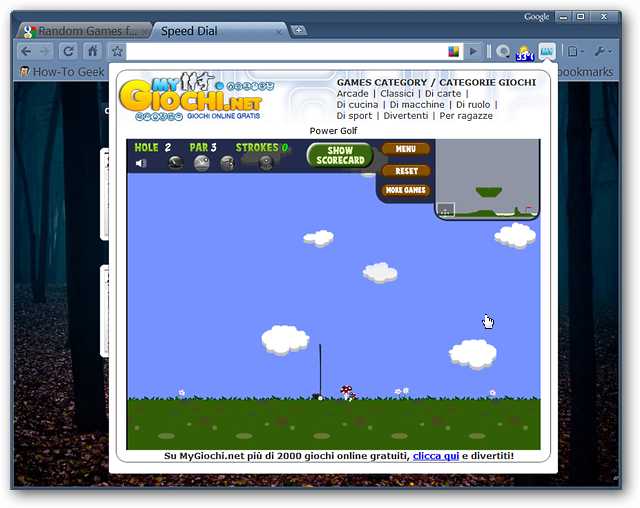 Google
Random Games f...
Speed Dial
How-To Geek
bookmarks
33°F
MY
GIOCHI.NET
GIOCHI ONLINE GRATIS
GAMES CATEGORY / CATEGORIE GIOCHI
Arcade | Classici | Di carte |
Di cucina | Di macchine | Di ruolo |
Di sport | Divertenti | Per ragazze
Power Golf
HOLE 2 PAR 3 STROKES 0
SHOW
SCORECARD
MENU
RESET
MORE GAMES
Su MyGiochi.net più di 2000 giochi online gratuiti, clicca qui e divertiti!